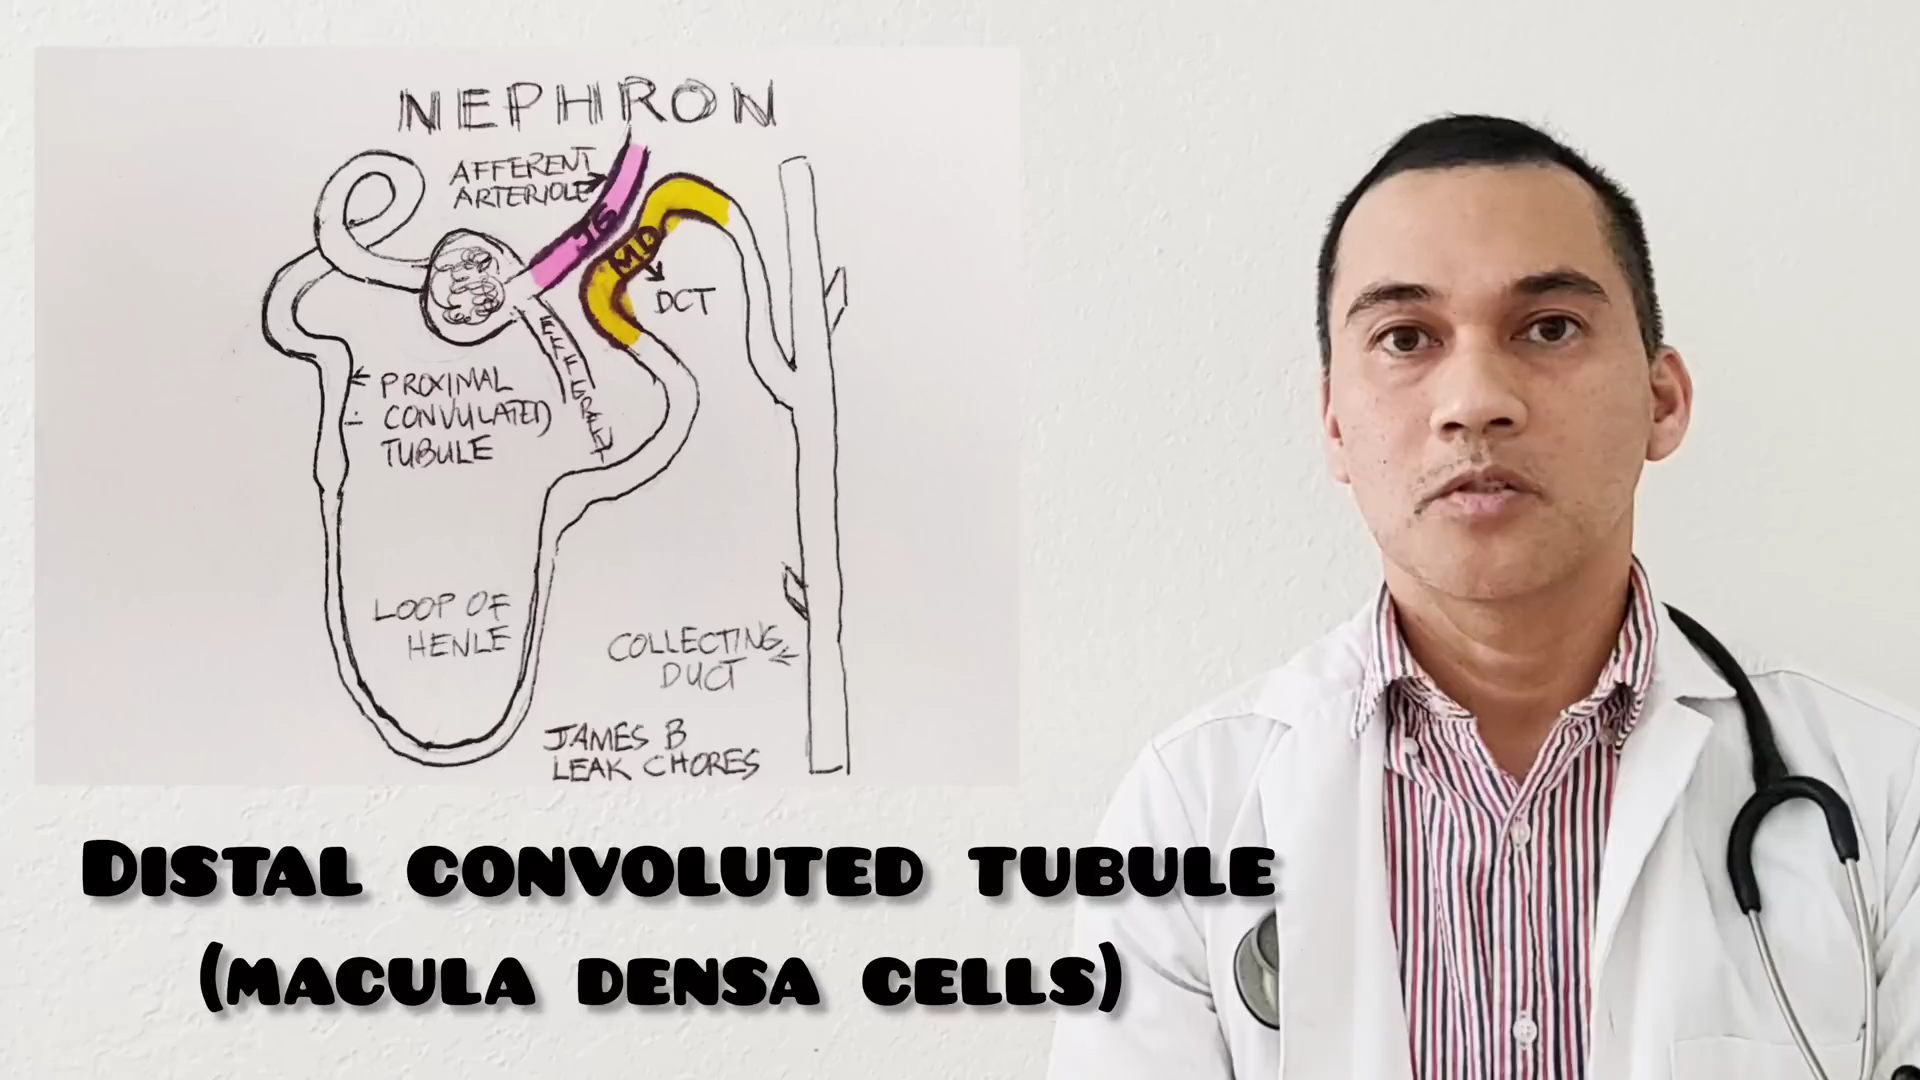 NEPHRON
AFFERENT
ARTERIOLE
JG
MD
DCT
EFFERENT
PROXIMAL
CONVULATED
TUBULE
LOOP OF
HENLE
COLLECTING
DUCT
JAMES B
LEAK CHORES
DISTAL CONVOLUTED TUBULE
(MACULA DENSA CELLS)